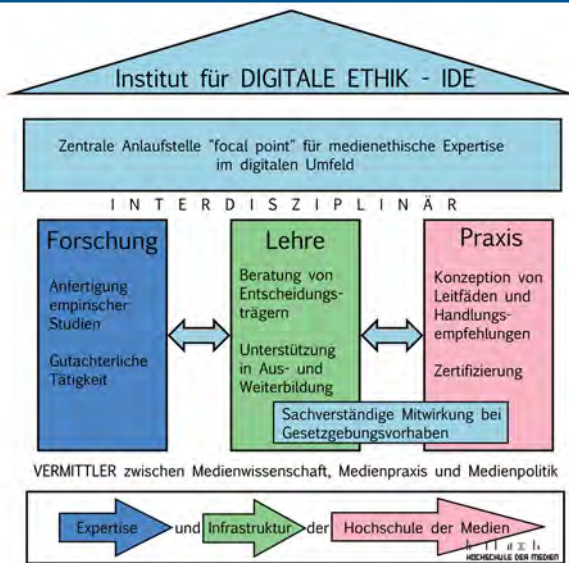 Institut für DIGITALE ETHIK - IDE
Zentrale Anlaufstelle "focal point" für medienethische Expertise
im digitalen Umfeld
INTERDISZIPLINÄR
Forschung
Anfertigung
empirischer
Studien
Gutachterliche
Tätigkeit
Lehre
Beratung von
Entscheidungs-
trägern
Unterstützung
in Aus- und
Weiterbildung
Praxis
Konzeption von
Leitfäden und
Handlungs-
empfehlungen
Zertifizierung
Sachverständige Mitwirkung bei
Gesetzgebungsvorhaben
VERMITTLER zwischen Medienwissenschaft, Medienpraxis und Medienpolitik
Expertise und Infrastruktur der Hochschule der Medien
HOCHSCHULE DER MEDIEN